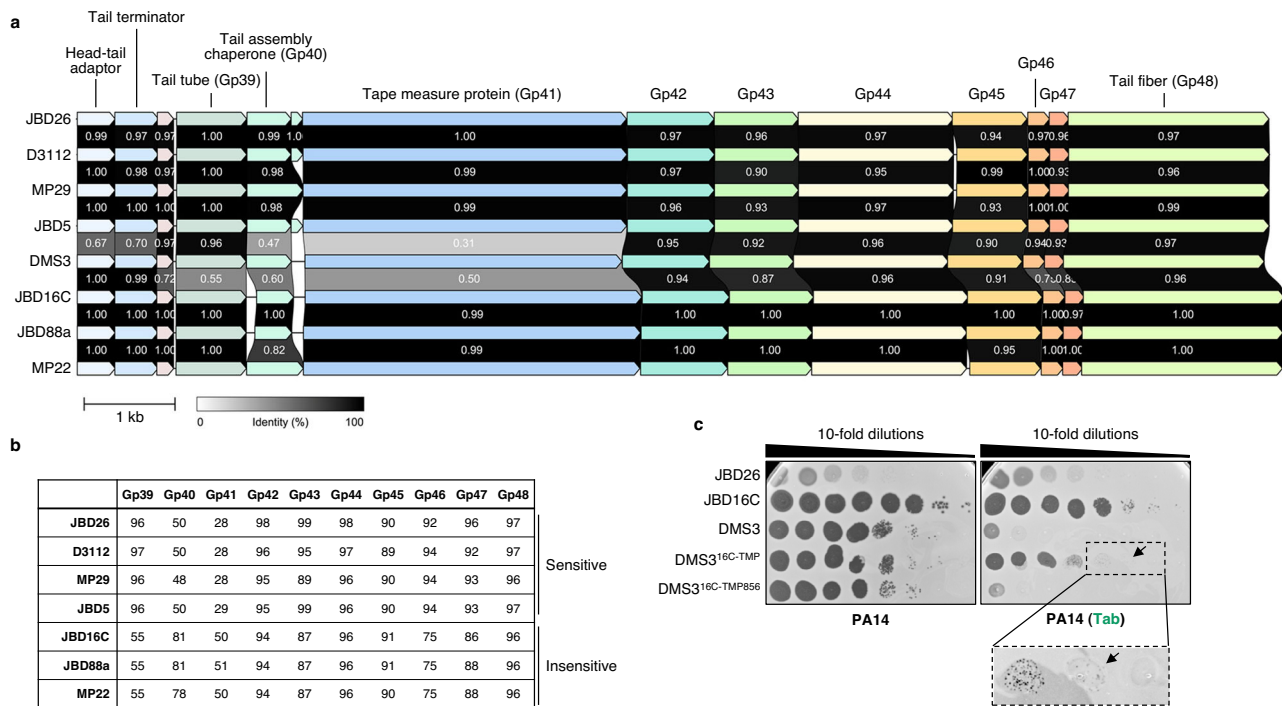 a
Tail terminator
Head-tail
adaptor
Tail assembly
chaperone (Gp40)
Tail tube (Gp39)
Tape measure protein (Gp41)
Gp42
Gp43
Gp44
Gp45
Gp46
Gp47
Tail fiber (Gp48)
JBD26
0.99 0.97 0.97 1.00 0.99 1.0 1.00 0.97 0.96 0.97 0.94 0.97 0.96 0.97
D3112
1.00 0.98 0.97 1.00 0.98 0.99 0.97 0.90 0.95 0.99 1.00 0.93 0.96
MP29
1.00 1.00 1.00 1.00 0.98 0.99 0.96 0.93 0.97 0.93 1.00 1.00 0.99
JBD5
0.67 0.70 0.97 0.96 0.47 0.31 0.95 0.92 0.96 0.90 0.94 0.93 0.97
DMS3
1.00 0.99 0.72 0.55 0.60 0.50 0.94 0.87 0.96 0.91 0.96
JBD16C
1.00 1.00 1.00 1.00 1.00 0.99 1.00 1.00 1.00 1.00 1.00 0.97 1.00
JBD88a
1.00 1.00 1.00 1.00 0.82 0.99 1.00 1.00 1.00 0.95 1.00 1.00 1.00
MP22
1 kb
0 Identity (%) 100
b
Gp39 Gp40 Gp41 Gp42 Gp43 Gp44 Gp45 Gp46 Gp47 Gp48
JBD26 96 50 28 98 99 98 90 92 96 97
D3112 97 50 28 96 95 97 89 94 92 97
MP29 96 48 28 95 89 96 90 94 93 96
JBD5 96 50 29 95 99 96 90 94 93 97
Sensitive
JBD16C 55 81 50 94 87 96 91 75 86 96
JBD88a 55 81 51 94 87 96 91 75 88 96
MP22 55 78 50 94 87 96 90 75 88 96
Insensitive
c
10-fold dilutions 10-fold dilutions
JBD26
JBD16C
DMS3
DMS316C-TMP
DMS316C-TMP856
PA14 PA14 (Tab)